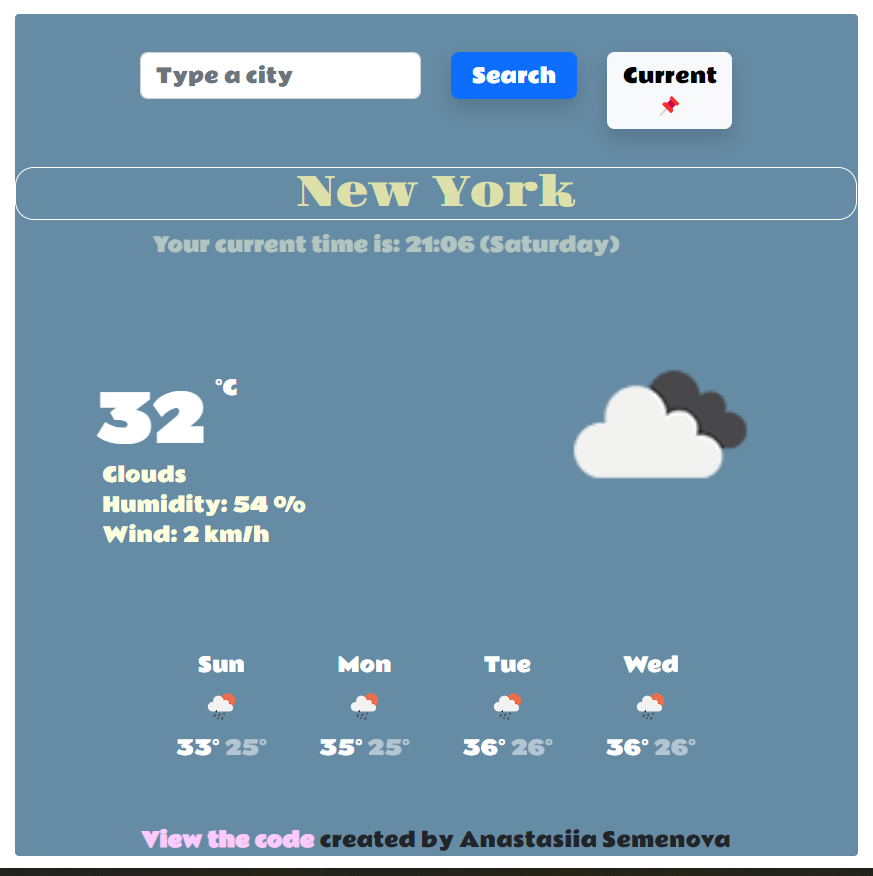 Type a city
Search
Current
📌
New York
Your current time is: 21:06 (Saturday)
32 °C
Clouds
Humidity: 54 %
Wind: 2 km/h
Sun Mon Tue Wed
33° 25° 35° 25° 36° 26° 36° 26°
View the code created by Anastasiia Semenova